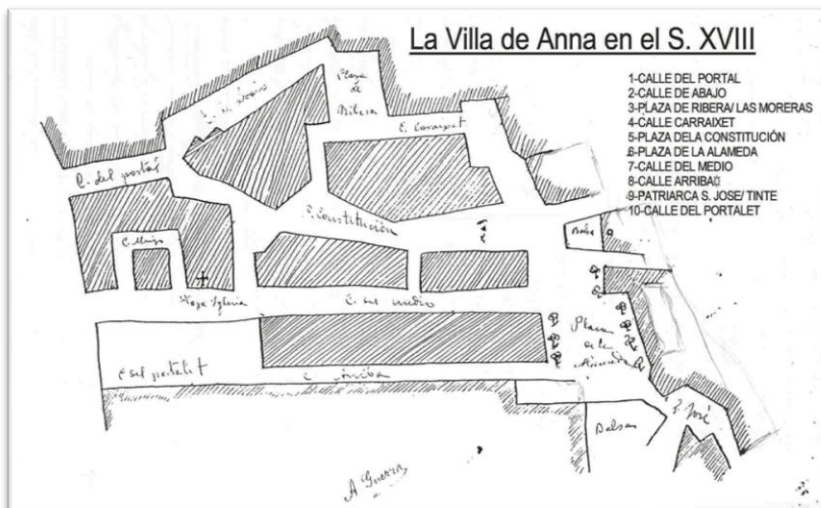 La Villa de Anna en el S. XVIII
1-CALLE DEL PORTAL
2-CALLE DE ABAJO
3-PLAZA DE RIBERA/ LAS MORERAS
4-CALLE CARRAIXET
5-PLAZA DELA CONSTITUCIÓN
6-PLAZA DE LA ALAMEDA
7-CALLE DEL MEDIO
8-CALLE ARRIBA
9-PATRIARCA S. JOSE/ TINTE
10-CALLE DEL PORTALET
Plaza
de
Ribera
C. Carraixet
C. del portal
P. Constitución
Balsa
Plaza Iglesia
C. del medio
Plaza
de la
Alameda
C. del portalet
C. Arriba
S. José
Balsa
A Guerra